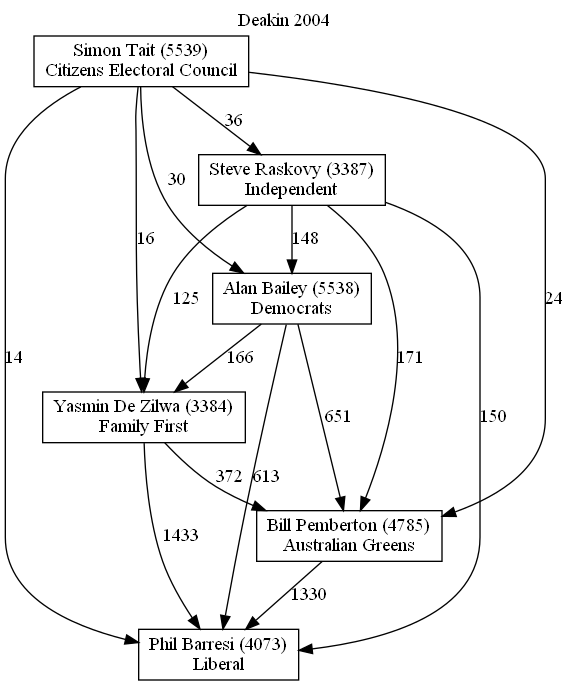 Deakin 2004
Simon Tait (5539)
Citizens Electoral Council
36
Steve Raskovy (3387)
Independent
30
16
148
24
Alan Bailey (5538)
Democrats
125
14
166
171
Yasmin De Zilwa (3384)
Family First
651
150
372
613
Bill Pemberton (4785)
Australian Greens
1433
1330
Phil Barresi (4073)
Liberal